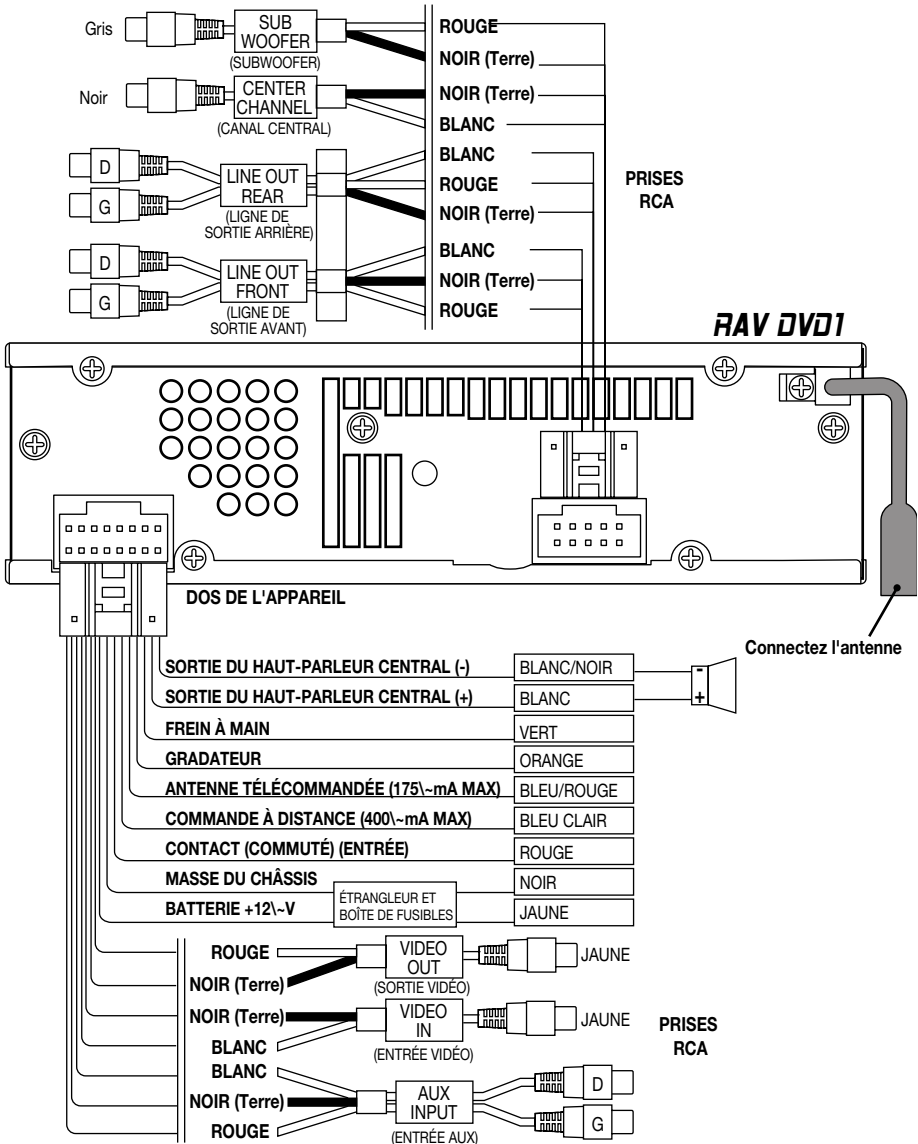 Gris
SUB
WOOFER
(SUBWOOFER)
ROUGE
NOIR (Terre)
Noir
CENTER
CHANNEL
(CANAL CENTRAL)
NOIR (Terre)
BLANC
D
G
LINE OUT
REAR
(LIGNE DE
SORTIE ARRIÈRE)
BLANC
ROUGE
NOIR (Terre)
D
G
LINE OUT
FRONT
(LIGNE DE
SORTIE AVANT)
BLANC
NOIR (Terre)
ROUGE
PRISES
RCA
RAV DVD1
DOS DE L'APPAREIL
Connectez l'antenne
SORTIE DU HAUT-PARLEUR CENTRAL (-) BLANC/NOIR -
SORTIE DU HAUT-PARLEUR CENTRAL (+) BLANC +
FREIN À MAIN VERT
GRADATEUR ORANGE
ANTENNE TÉLÉCOMMANDÉE (175\~mA MAX) BLEU/ROUGE
COMMANDE À DISTANCE (400\~mA MAX) BLEU CLAIR
CONTACT (COMMUTÉ) (ENTRÉE) ROUGE
MASSE DU CHÂSSIS NOIR
BATTERIE +12\~V JAUNE
ÉTRANGLEUR ET
BOÎTE DE FUSIBLES
ROUGE
NOIR (Terre)
VIDEO
OUT
(SORTIE VIDÉO)
JAUNE
NOIR (Terre)
BLANC
VIDEO
IN
(ENTRÉE VIDÉO)
JAUNE
PRISES
RCA
BLANC
NOIR (Terre)
ROUGE
AUX
INPUT
(ENTRÉE AUX)
D
G